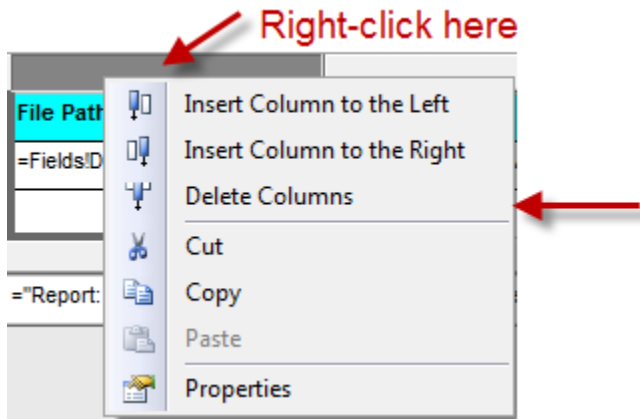 Right-click here
File Path
Insert Column to the Left
=Fields!D
Insert Column to the Right
Delete Columns
Cut
="Report:
Copy
Paste
Properties